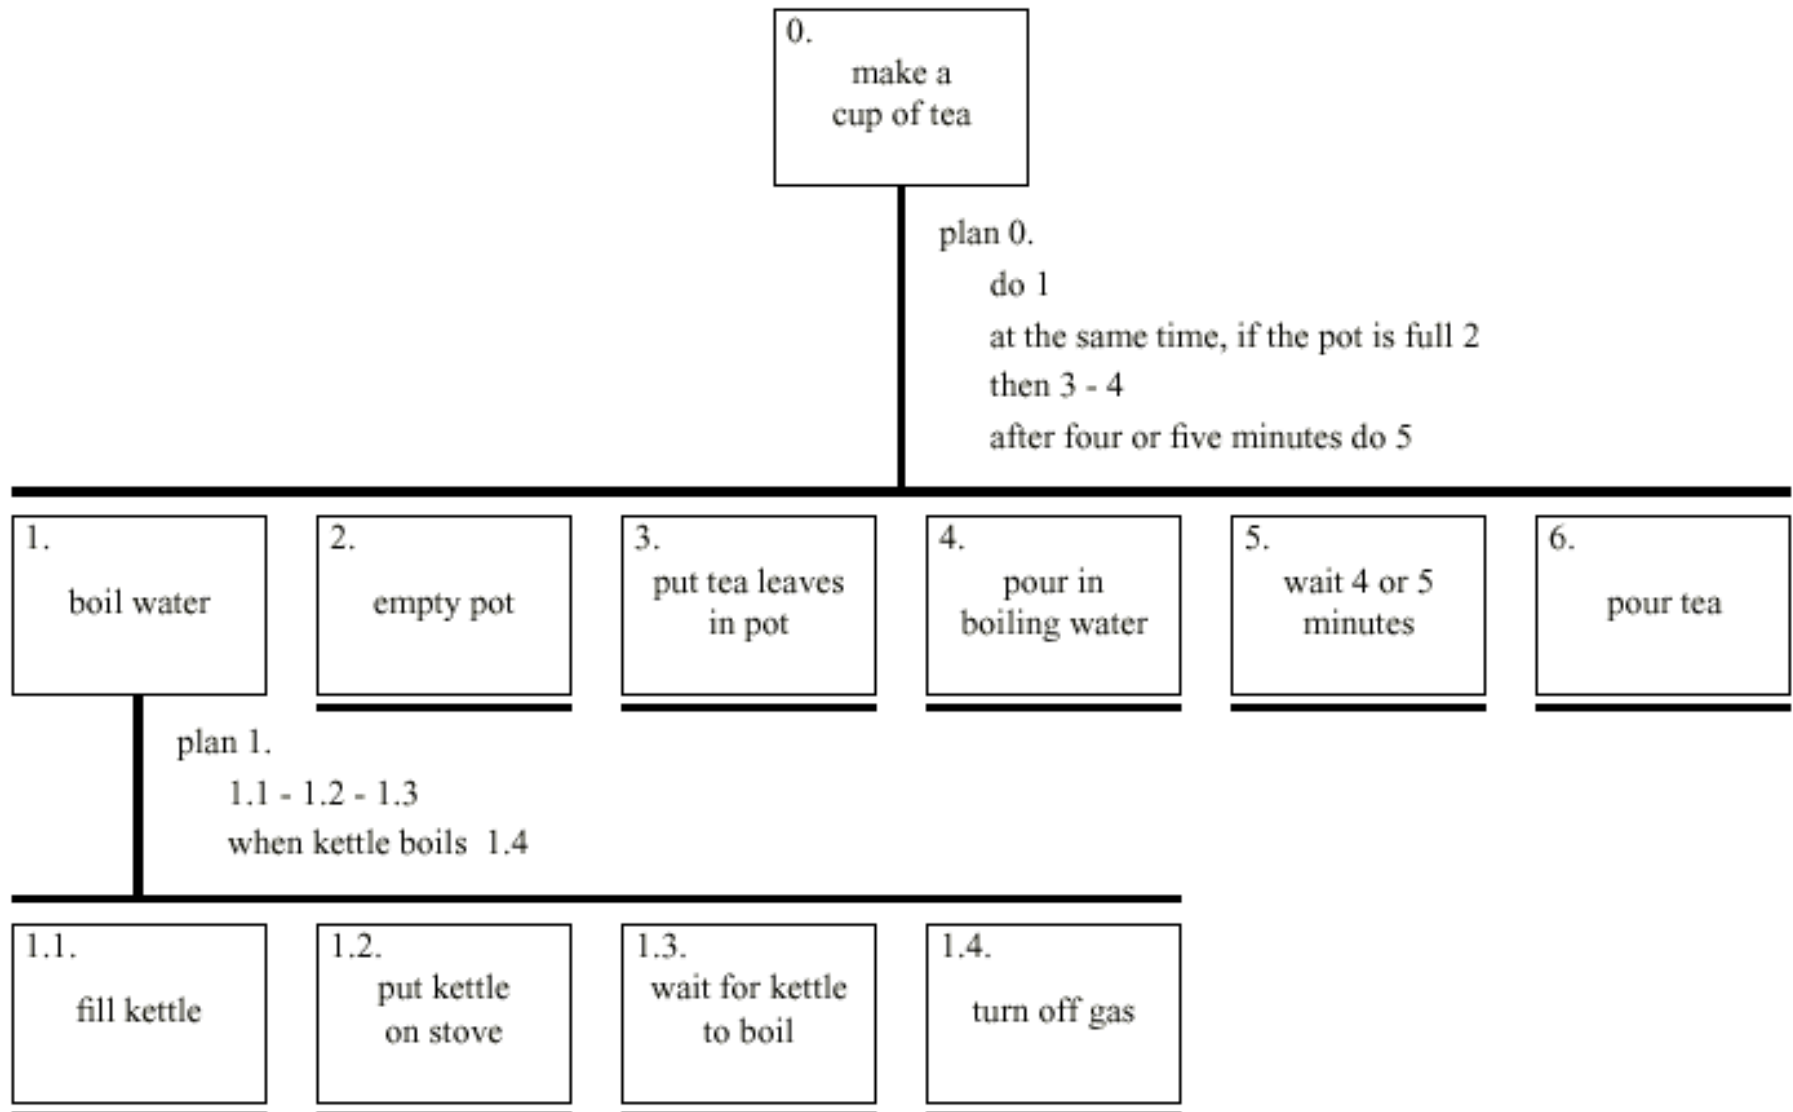 0.
make a
cup of tea
plan 0.
do 1
at the same time, if the pot is full 2
then 3 - 4
after four or five minutes do 5
1.
boil water
2.
empty pot
3.
put tea leaves
in pot
4.
pour in
boiling water
5.
wait 4 or 5
minutes
6.
pour tea
plan 1.
1.1 - 1.2 - 1.3
when kettle boils 1.4
1.1.
fill kettle
1.2.
put kettle
on stove
1.3.
wait for kettle
to boil
1.4.
turn off gas